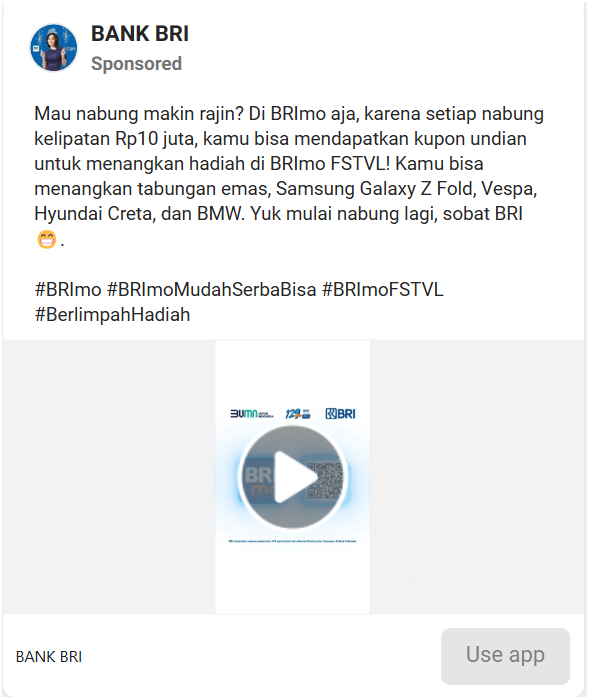 BANK BRI
Sponsored
Mau nabung makin rajin? Di BRImo aja, karena setiap nabung
kelipatan Rp10 juta, kamu bisa mendapatkan kupon undian
untuk menangkan hadiah di BRImo FSTVL! Kamu bisa
menangkan tabungan emas, Samsung Galaxy Z Fold, Vespa,
Hyundai Creta, dan BMW. Yuk mulai nabung lagi, sobat BRI
😁.
#BRImo #BRImoMudahSerbaBisa #BRImoFSTVL
#BerlimpahHadiah
BUMN UNTUK INDONESIA 129 BRI
BRI
mo
BANK BRI
Use app